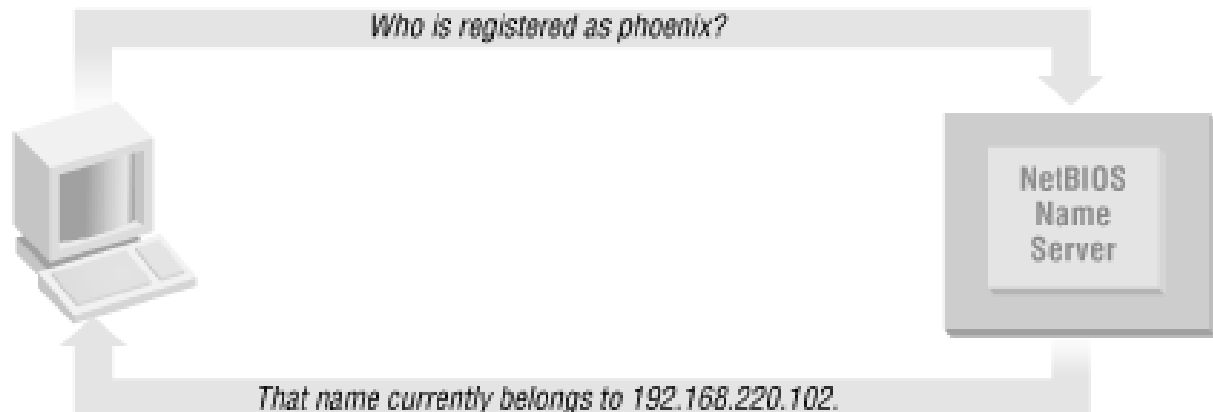 Who is registered as phoenix?
NetBIOS
Name
Server
That name currently belongs to 192.168.220.102.